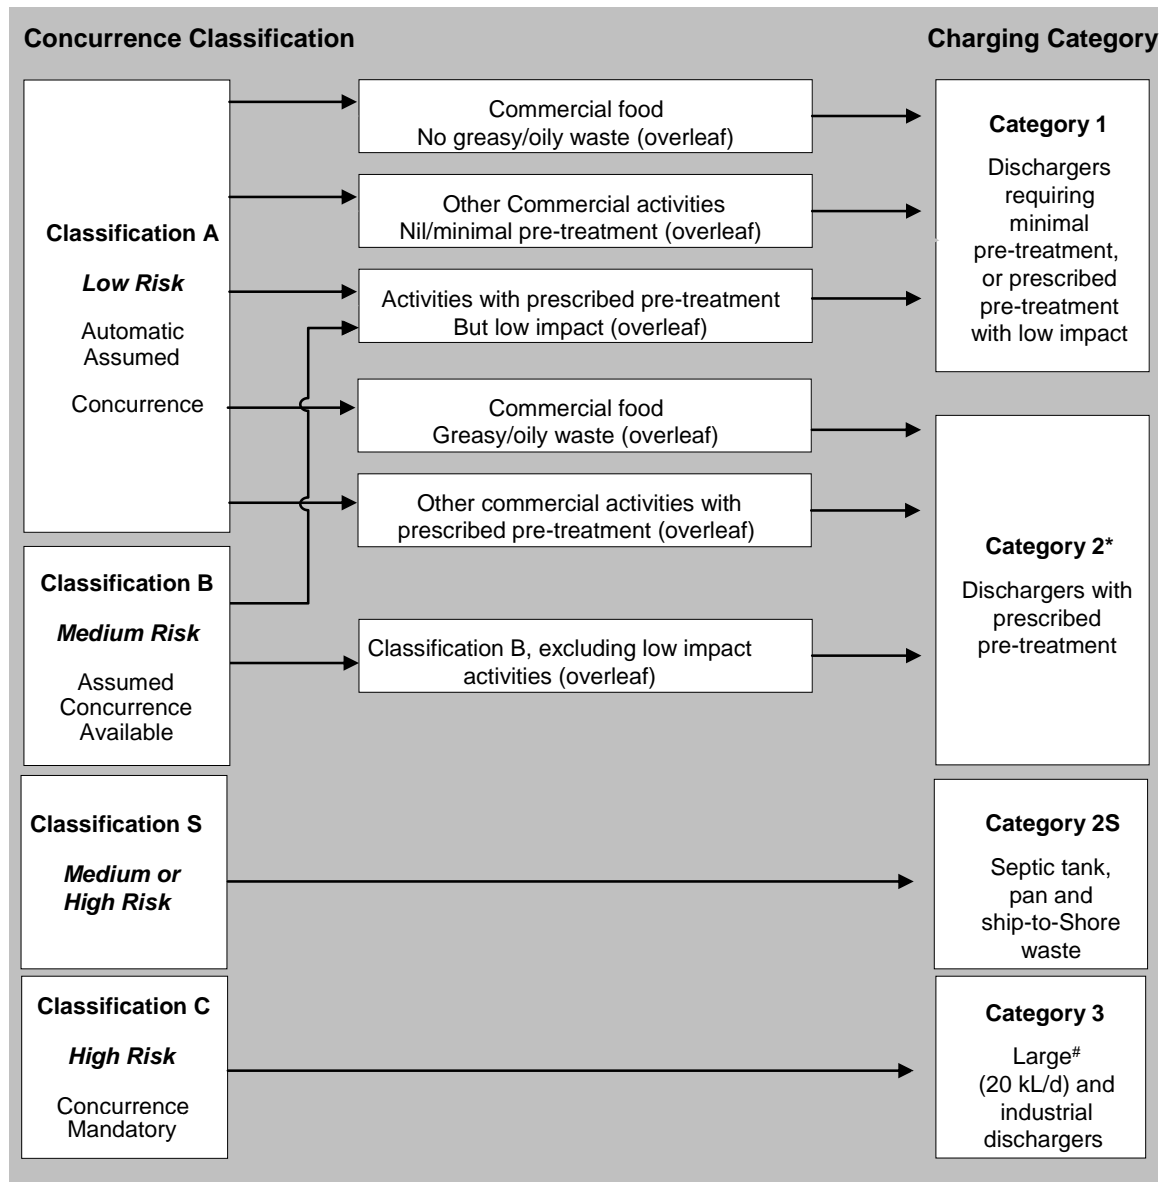 Concurrence Classification
Charging Category
Classification A
Low Risk
Automatic
Assumed
Concurrence
Commercial food
No greasy/oily waste (overleaf)
Other Commercial activities
Nil/minimal pre-treatment (overleaf)
Activities with prescribed pre-treatment
But low impact (overleaf)
Commercial food
Greasy/oily waste (overleaf)
Other commercial activities with
prescribed pre-treatment (overleaf)
Category 1
Dischargers
requiring
minimal
pre-treatment,
or prescribed
pre-treatment
with low impact
Classification B
Medium Risk
Assumed
Concurrence
Available
Classification B, excluding low impact
activities (overleaf)
Category 2*
Dischargers with
prescribed
pre-treatment
Classification S
Medium or
High Risk
Category 2S
Septic tank,
pan and
ship-to-Shore
waste
Classification C
High Risk
Concurrence
Mandatory
Category 3
Large#
(20 kL/d) and
industrial
dischargers